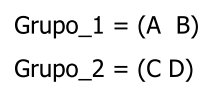 Grupo_1 = (A  B)
Grupo_2 = (C D)